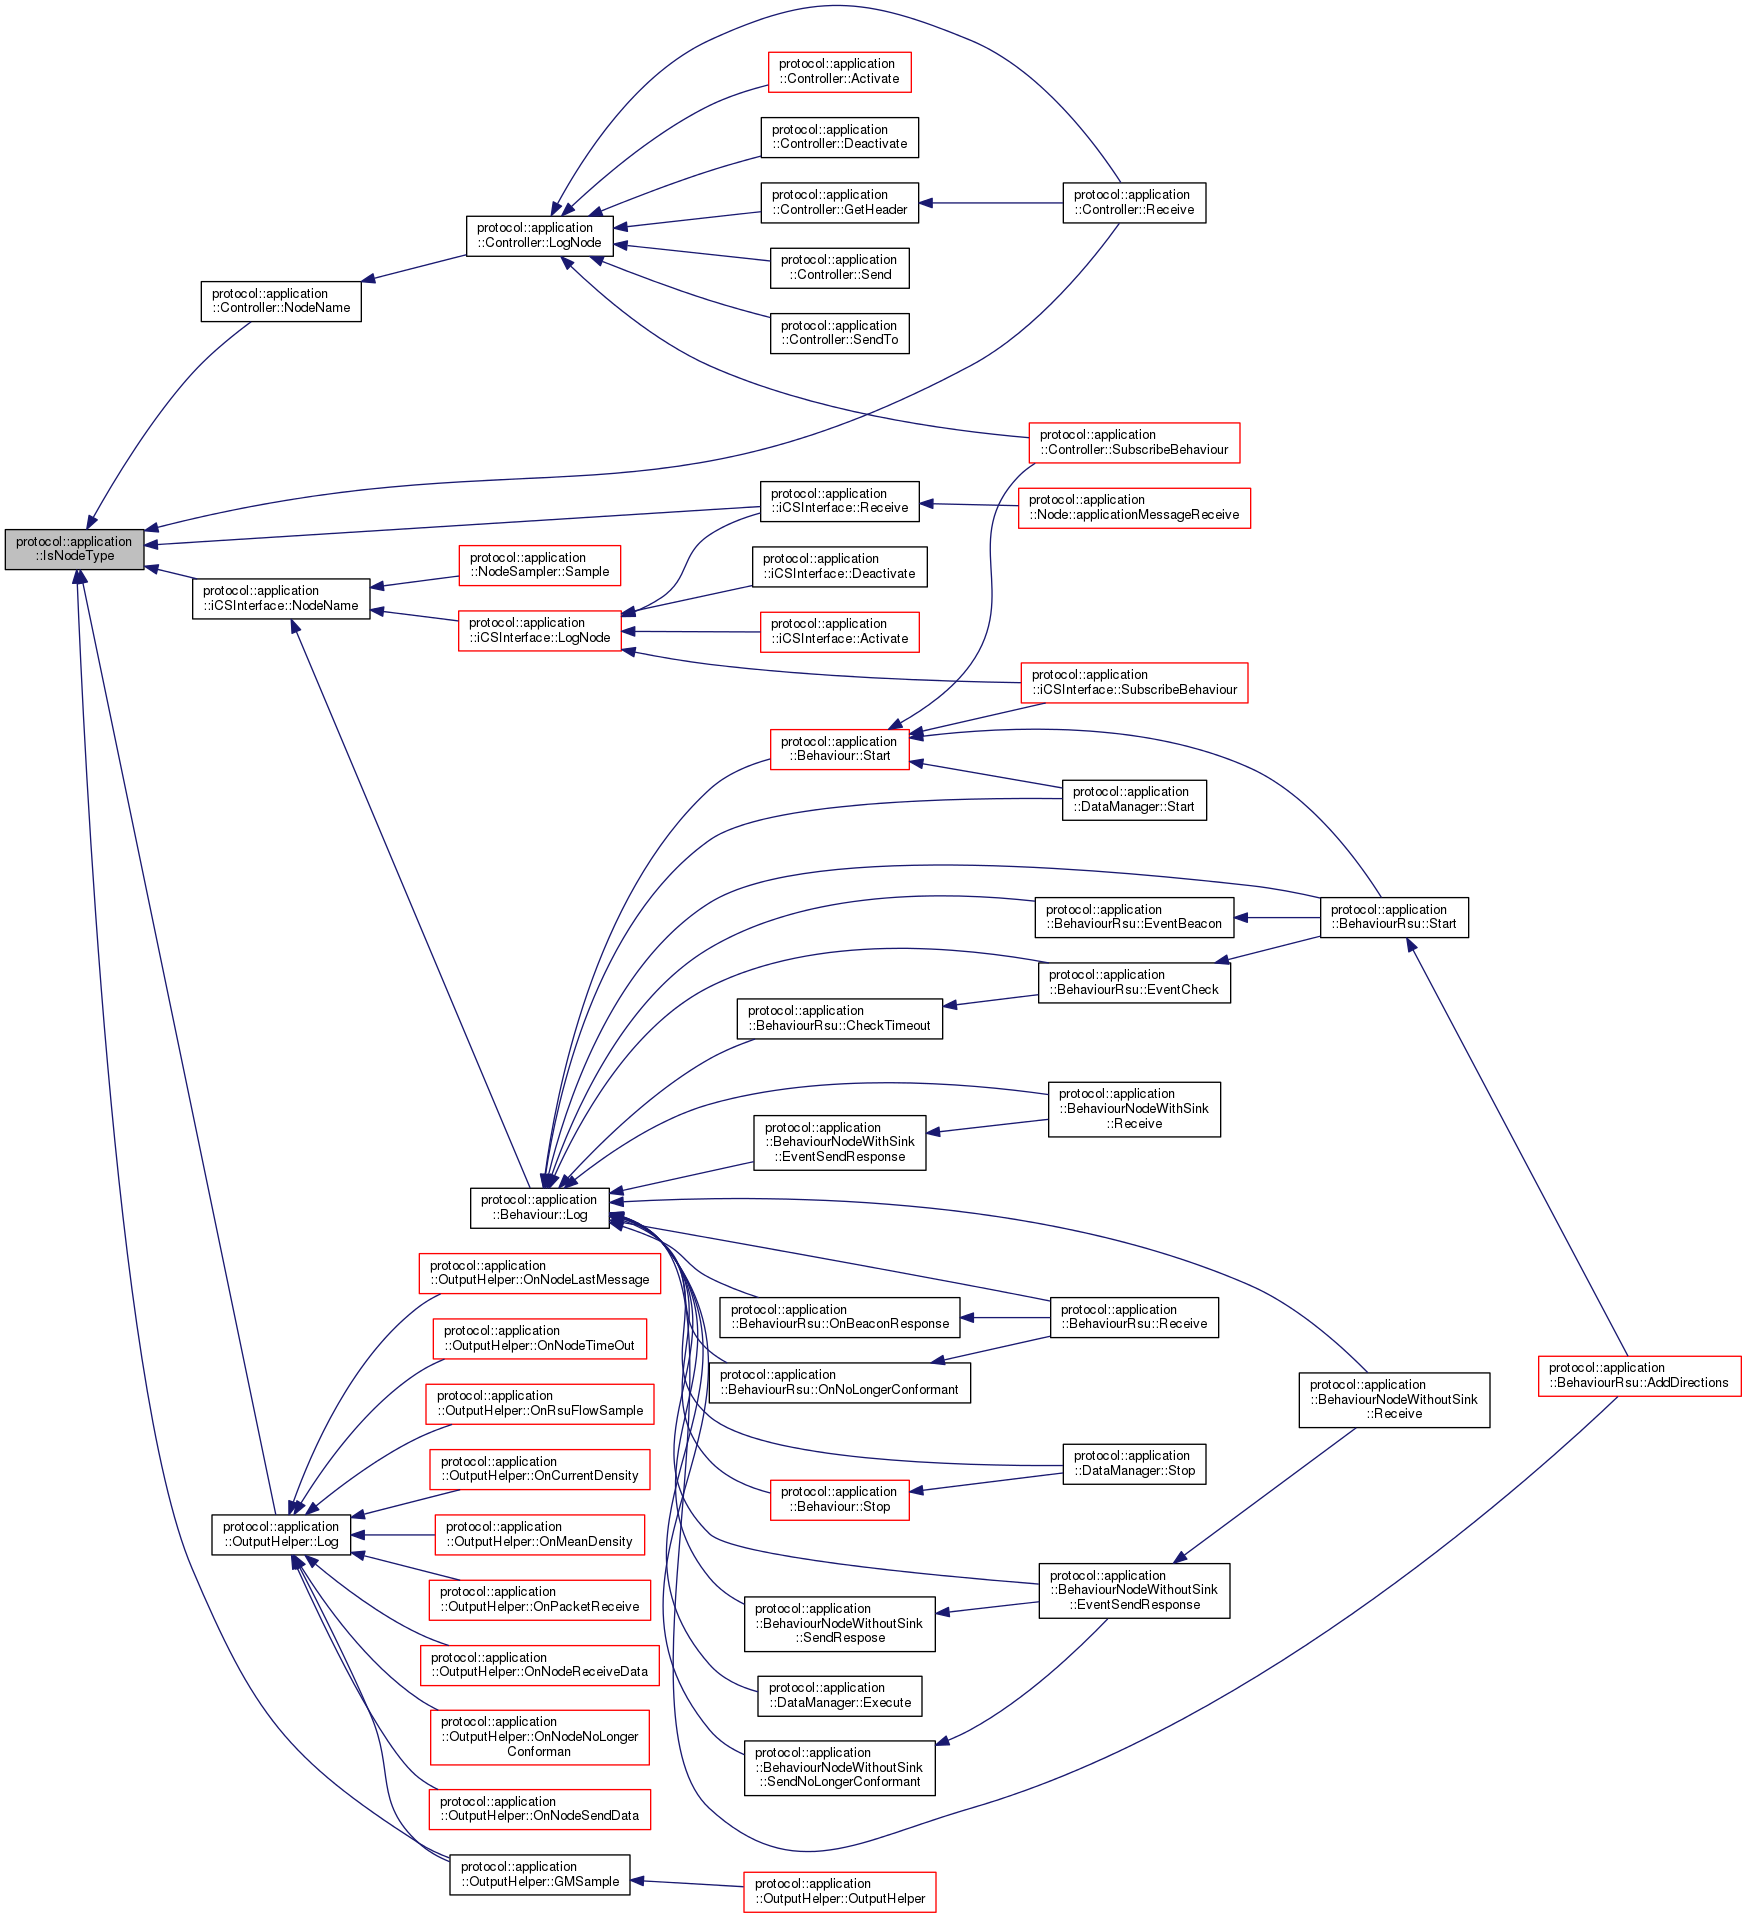 protocol::application
::Controller::Activate
protocol::application
::Controller::Deactivate
protocol::application
::Controller::GetHeader
protocol::application
::Controller::Receive
protocol::application
::Controller::LogNode
protocol::application
::Controller::Send
protocol::application
::Controller::NodeName
protocol::application
::Controller::SendTo
protocol::application
::Controller::SubscribeBehaviour
protocol::application
::iCSInterface::Receive
protocol::application
::Node::applicationMessageReceive
protocol::application
::IsNodeType
protocol::application
::NodeSampler::Sample
protocol::application
::iCSInterface::Deactivate
protocol::application
::iCSInterface::NodeName
protocol::application
::iCSInterface::LogNode
protocol::application
::iCSInterface::Activate
protocol::application
::iCSInterface::SubscribeBehaviour
protocol::application
::Behaviour::Start
protocol::application
::DataManager::Start
protocol::application
::BehaviourRsu::EventBeacon
protocol::application
::BehaviourRsu::Start
protocol::application
::BehaviourRsu::EventCheck
protocol::application
::BehaviourRsu::CheckTimeout
protocol::application
::BehaviourNodeWithSink
::Receive
protocol::application
::BehaviourNodeWithSink
::EventSendResponse
protocol::application
::Behaviour::Log
protocol::application
::OutputHelper::OnNodeLastMessage
protocol::application
::BehaviourRsu::OnBeaconResponse
protocol::application
::BehaviourRsu::Receive
protocol::application
::OutputHelper::OnNodeTimeOut
protocol::application
::BehaviourRsu::OnNoLongerConformant
protocol::application
::BehaviourRsu::AddDirections
protocol::application
::BehaviourNodeWithoutSink
::Receive
protocol::application
::OutputHelper::OnRsuFlowSample
protocol::application
::OutputHelper::OnCurrentDensity
protocol::application
::DataManager::Stop
protocol::application
::Behaviour::Stop
protocol::application
::OutputHelper::Log
protocol::application
::OutputHelper::OnMeanDensity
protocol::application
::OutputHelper::OnPacketReceive
protocol::application
::BehaviourNodeWithoutSink
::EventSendResponse
protocol::application
::BehaviourNodeWithoutSink
::SendRespose
protocol::application
::OutputHelper::OnNodeReceiveData
protocol::application
::DataManager::Execute
protocol::application
::OutputHelper::OnNodeNoLonger
Conforman
protocol::application
::BehaviourNodeWithoutSink
::SendNoLongerConformant
protocol::application
::OutputHelper::OnNodeSendData
protocol::application
::OutputHelper::GMSample
protocol::application
::OutputHelper::OutputHelper